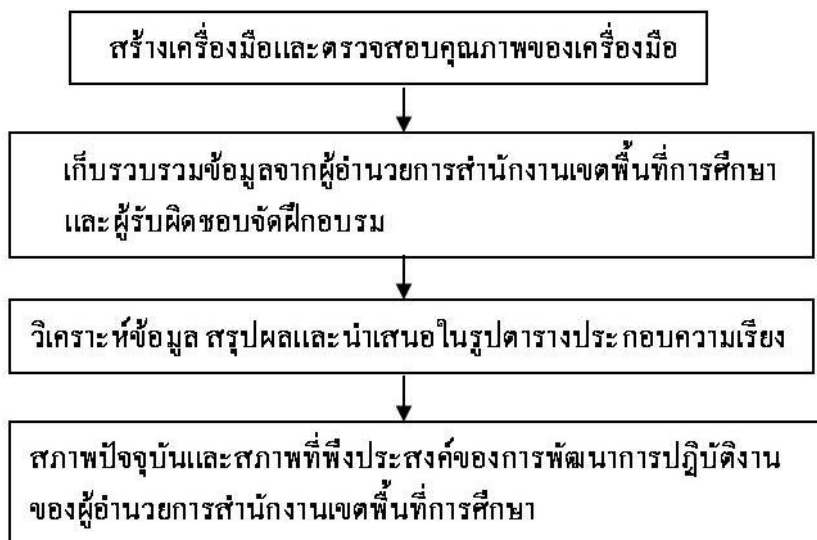 สร้างเครื่องมือและตรวจสอบคุณภาพของเครื่องมือ
เก็บรวบรวมข้อมูลจากผู้อำนวยการสำนักงานเขตพื้นที่การศึกษา
และผู้รับผิดชอบจัดฝึกอบรม
วิเคราะห์ข้อมูล สรุปผลและนำเสนอในรูปตารางประกอบความเรียง
สภาพปัจจุบันและสภาพที่พึงประสงค์ของการพัฒนาการปฏิบัติงาน
ของผู้อำนวยการสำนักงานเขตพื้นที่การศึกษา